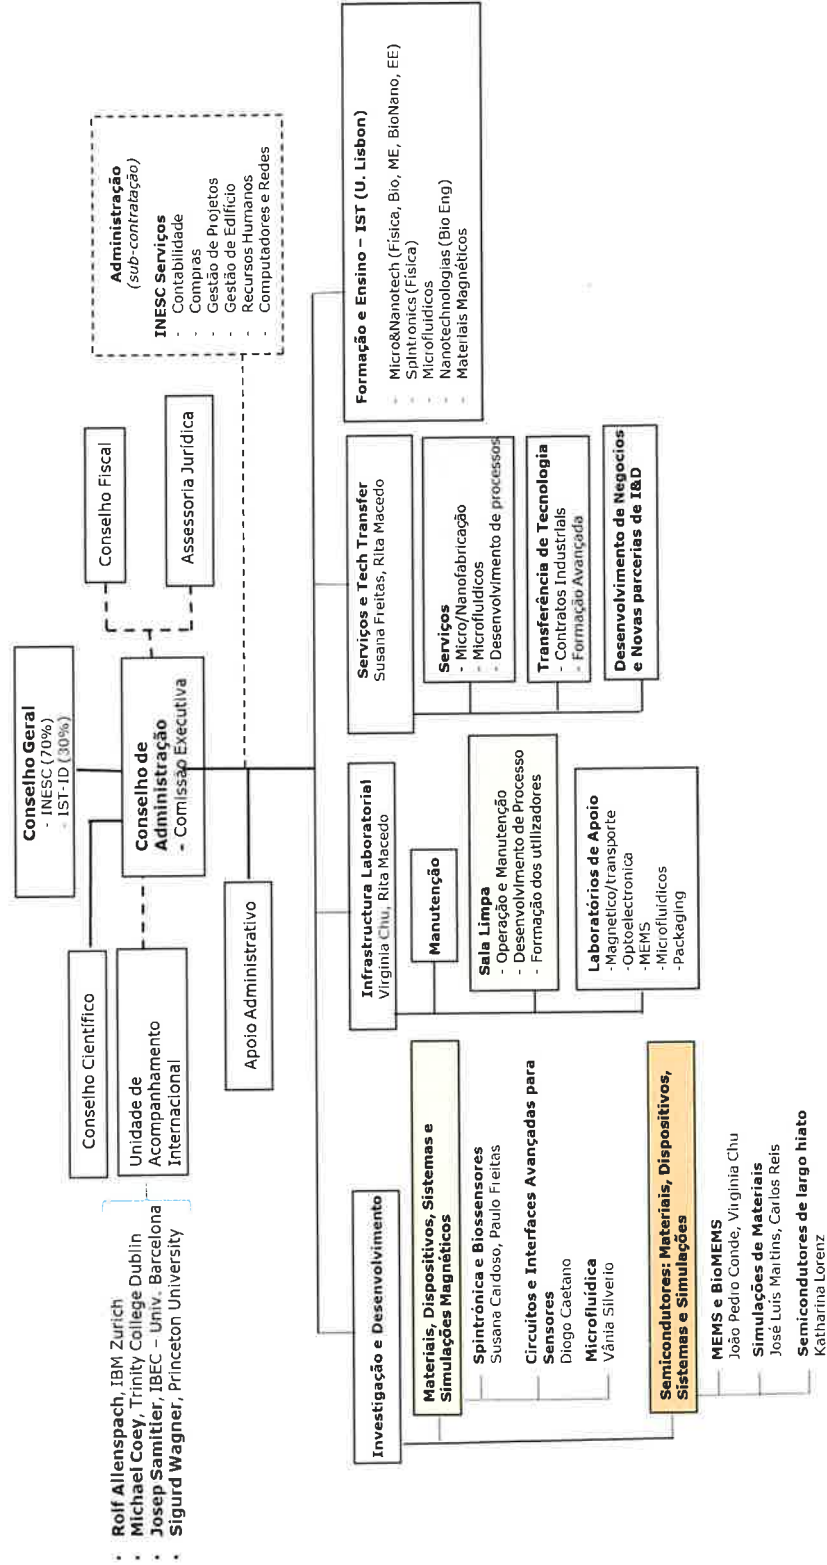 Conselho Geral
- INESC (70%)
- IST-ID (30%)
Conselho Científico
Conselho de
Administração
- Comissão Executiva
Conselho Fiscal
Assessoria Jurídica
Unidade de
Acompanhamento
Internacional
· Rolf Allenspach, IBM Zurich
· Michael Coey, Trinity College Dublin
· Josep Samitier, IBEC – Univ. Barcelona
· Sigurd Wagner, Princeton University
Administração
(sub-contratação)
INESC Serviços
- Contabilidade
- Compras
- Gestão de Projetos
- Gestão de Edifício
- Recursos Humanos
- Computadores e Redes
Apoio Administrativo
Investigação e Desenvolvimento
Materiais, Dispositivos, Sistemas e
Simulações Magnéticos
Spintrónica e Biossensores
Susana Cardoso, Paulo Freitas
Circuitos e Interfaces Avançadas para
Sensores
Diogo Caetano
Microfluídica
Vânia Silverio
Semicondutores: Materiais, Dispositivos,
Sistemas e Simulações
MEMS e BioMEMS
João Pedro Conde, Virginia Chu
Simulações de Materiais
José Luís Martins, Carlos Reis
Semicondutores de largo hiato
Katharina Lorenz
Infrastructura Laboratorial
Virginia Chu, Rita Macedo
Manutenção
Sala Limpa
- Operação e Manutenção
- Desenvolvimento de Processo
- Formação dos utilizadores
Laboratórios de Apoio
-Magnetico/transporte
-Optoelectronica
-MEMS
-Microfluidicos
-Packaging
Serviços e Tech Transfer
Susana Freitas, Rita Macedo
Serviços
- Micro/Nanofabricação
- Microfluídicos
- Desenvolvimento de processos
Transferência de Tecnologia
- Contratos Industriais
- Formação Avançada
Desenvolvimento de Negocios
e Novas parcerias de I&D
Formação e Ensino – IST (U. Lisbon)
- Micro&Nanotech (Física, Bio, ME, BioNano, EE)
- Spintronics (Física)
- Microfluidicos
- Nanotechnologias (Bio Eng)
- Materiais Magnéticos